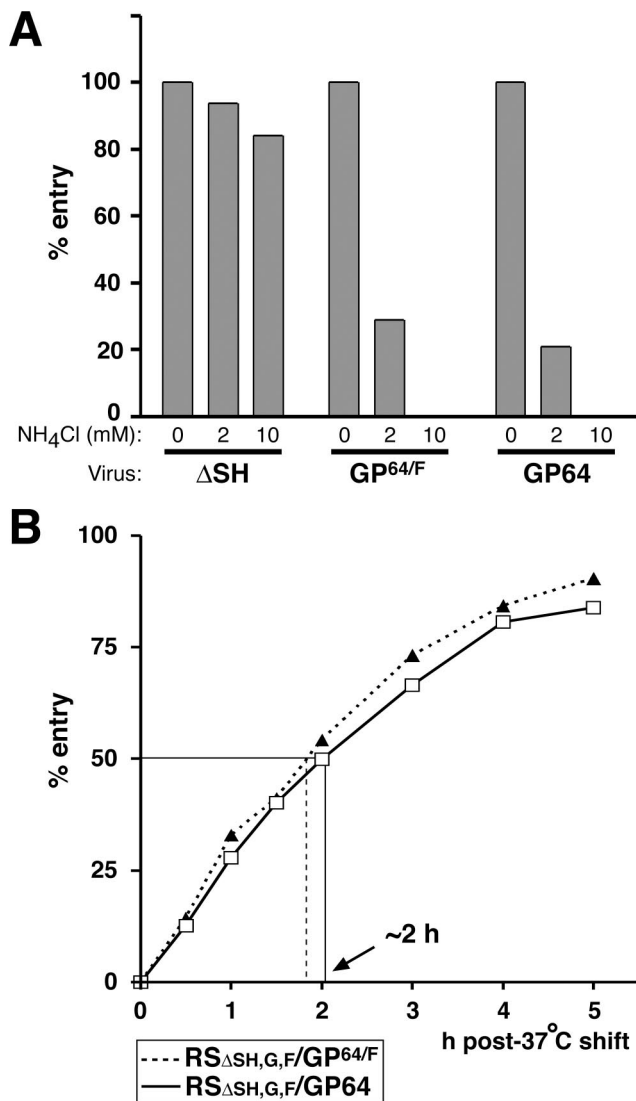 A
% entry
100
80
60
40
20
0
NH₄Cl (mM): 0 2 10 0 2 10 0 2 10
Virus: ΔSH GP64/F GP64
B
% entry
100
75
50
25
0
~2 h
0 1 2 3 4 5
h post-37°C shift
RSΔSH,G,F/GP64/F
RSΔSH,G,F/GP64